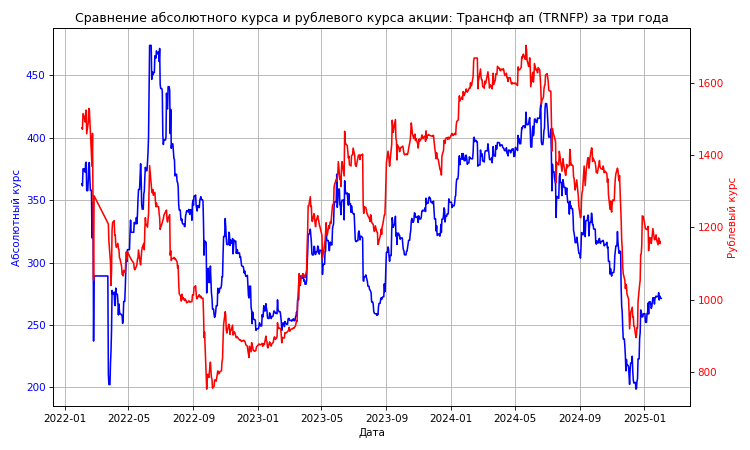 Сравнение абсолютного курса и рублевого курса акции: Транснф ап (TRNFP) за три года
Абсолютный курс
450
400
350
300
250
200
Рублевый курс
1600
1400
1200
1000
800
2022-01 2022-05 2022-09 2023-01 2023-05 2023-09 2024-01 2024-05 2024-09 2025-01
Дата